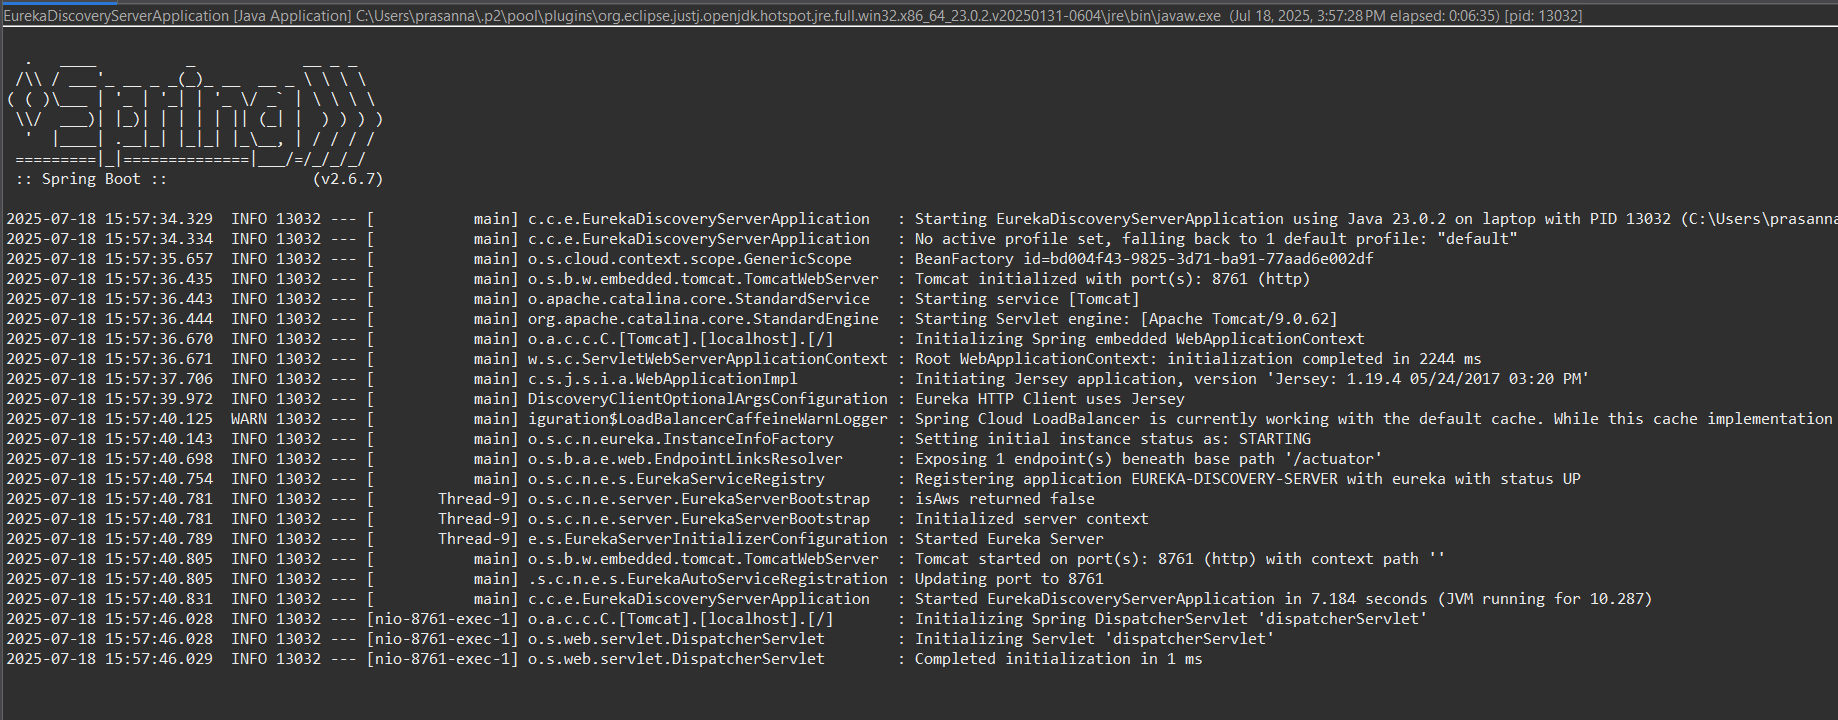 EurekaDiscoveryServerApplication [Java Application] C:\Users\prasanna\.p2\pool\plugins\org.eclipse.justj.openjdk.hotspot.jre.full.win32.x86_64_23.0.2.v20250131-0604\jre\bin\javaw.exe (Jul 18, 2025, 3:57:28 PM elapsed: 0:06:35) [pid: 13032]
  .   ____          _            __ _ _
 /\\ / ___'_ __ _ _(_)_ __  __ _ \ \ \ \
( ( )\___ | '_ | '_| | '_ \/ _` | \ \ \ \
 \\/  ___)| |_)| | | | | || (_| |  ) ) ) )
  '  |____| .__|_| |_|_| |_\__, | / / / /
 =========|_|==============|___/=/_/_/_/
 :: Spring Boot ::                (v2.6.7)
2025-07-18 15:57:34.329  INFO 13032 --- [           main] c.c.e.EurekaDiscoveryServerApplication   : Starting EurekaDiscoveryServerApplication using Java 23.0.2 on laptop with PID 13032 (C:\Users\prasanna
2025-07-18 15:57:34.334  INFO 13032 --- [           main] c.c.e.EurekaDiscoveryServerApplication   : No active profile set, falling back to 1 default profile: "default"
2025-07-18 15:57:35.657  INFO 13032 --- [           main] o.s.cloud.context.scope.GenericScope     : BeanFactory id=bd004f43-9825-3d71-ba91-77aad6e002df
2025-07-18 15:57:36.435  INFO 13032 --- [           main] o.s.b.w.embedded.tomcat.TomcatWebServer  : Tomcat initialized with port(s): 8761 (http)
2025-07-18 15:57:36.443  INFO 13032 --- [           main] o.apache.catalina.core.StandardService   : Starting service [Tomcat]
2025-07-18 15:57:36.444  INFO 13032 --- [           main] org.apache.catalina.core.StandardEngine  : Starting Servlet engine: [Apache Tomcat/9.0.62]
2025-07-18 15:57:36.670  INFO 13032 --- [           main] o.a.c.c.C.[Tomcat].[localhost].[/]       : Initializing Spring embedded WebApplicationContext
2025-07-18 15:57:36.671  INFO 13032 --- [           main] w.s.c.ServletWebServerApplicationContext : Root WebApplicationContext: initialization completed in 2244 ms
2025-07-18 15:57:37.706  INFO 13032 --- [           main] c.s.j.s.i.a.WebApplicationImpl           : Initiating Jersey application, version 'Jersey: 1.19.4 05/24/2017 03:20 PM'
2025-07-18 15:57:39.972  INFO 13032 --- [           main] DiscoveryClientOptionalArgsConfiguration : Eureka HTTP Client uses Jersey
2025-07-18 15:57:40.125  WARN 13032 --- [           main] iguration$LoadBalancerCaffeineWarnLogger : Spring Cloud LoadBalancer is currently working with the default cache. While this cache implementation
2025-07-18 15:57:40.143  INFO 13032 --- [           main] o.s.c.n.eureka.InstanceInfoFactory       : Setting initial instance status as: STARTING
2025-07-18 15:57:40.698  INFO 13032 --- [           main] o.s.b.a.e.web.EndpointLinksResolver      : Exposing 1 endpoint(s) beneath base path '/actuator'
2025-07-18 15:57:40.754  INFO 13032 --- [           main] o.s.c.n.e.s.EurekaServiceRegistry        : Registering application EUREKA-DISCOVERY-SERVER with eureka with status UP
2025-07-18 15:57:40.781  INFO 13032 --- [       Thread-9] o.s.c.n.e.server.EurekaServerBootstrap   : isAws returned false
2025-07-18 15:57:40.781  INFO 13032 --- [       Thread-9] o.s.c.n.e.server.EurekaServerBootstrap   : Initialized server context
2025-07-18 15:57:40.789  INFO 13032 --- [       Thread-9] e.s.EurekaServerInitializerConfiguration : Started Eureka Server
2025-07-18 15:57:40.805  INFO 13032 --- [           main] o.s.b.w.embedded.tomcat.TomcatWebServer  : Tomcat started on port(s): 8761 (http) with context path ''
2025-07-18 15:57:40.805  INFO 13032 --- [           main] .s.c.n.e.s.EurekaAutoServiceRegistration : Updating port to 8761
2025-07-18 15:57:40.831  INFO 13032 --- [           main] c.c.e.EurekaDiscoveryServerApplication   : Started EurekaDiscoveryServerApplication in 7.184 seconds (JVM running for 10.287)
2025-07-18 15:57:46.028  INFO 13032 --- [nio-8761-exec-1] o.a.c.c.C.[Tomcat].[localhost].[/]       : Initializing Spring DispatcherServlet 'dispatcherServlet'
2025-07-18 15:57:46.028  INFO 13032 --- [nio-8761-exec-1] o.s.web.servlet.DispatcherServlet        : Initializing Servlet 'dispatcherServlet'
2025-07-18 15:57:46.029  INFO 13032 --- [nio-8761-exec-1] o.s.web.servlet.DispatcherServlet        : Completed initialization in 1 ms